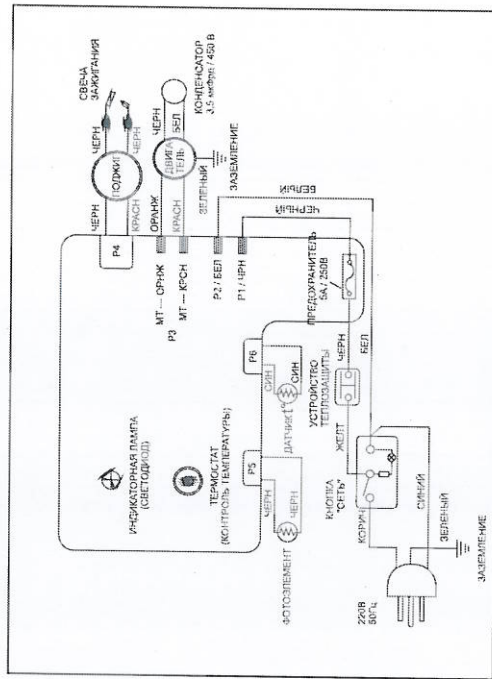 СВЕЧА
ЗАЖИГАНИЯ
ЧЕРН
ЧЕРН
ПОДЖИГ
ЧЕРН
КРАСН
P4
КОНДЕНСАТОР
3,5 / 450 В
ЧЕРН
БЕЛ
ДВИГА
ТЕЛЬ
ОРАНЖ
КРАСН
ЗЕЛЕНЫЙ
ЗАЗЕМЛЕНИЕ
МТ — ОРНЖ
P3
МТ — КРСН
P2 / БЕЛ
P1 / ЧРН
БЕЛЫЙ
ЧЕРНЫЙ
ИНДИКАТОРНАЯ ЛАМПА
(СВЕТОДИОД)
ТЕРМОСТАТ
(КОНТРОЛЬ ТЕМПЕРАТУРЫ)
P5
ЧЕРН
ЧЕРН
ФОТОЭЛЕМЕНТ
P6
СИН
СИН
ДАТЧИК t°
ПРЕДОХРАНИТЕЛЬ
5A / 250В
ЧЕРН
БЕЛ
УСТРОЙСТВО
ТЕПЛОЗАЩИТЫ
ЖЕЛТ
КНОПКА
"СЕТЬ"
КОРИЧ
СИНИЙ
ЗЕЛЕНЫЙ
ЗАЗЕМЛЕНИЕ
220В
50Гц